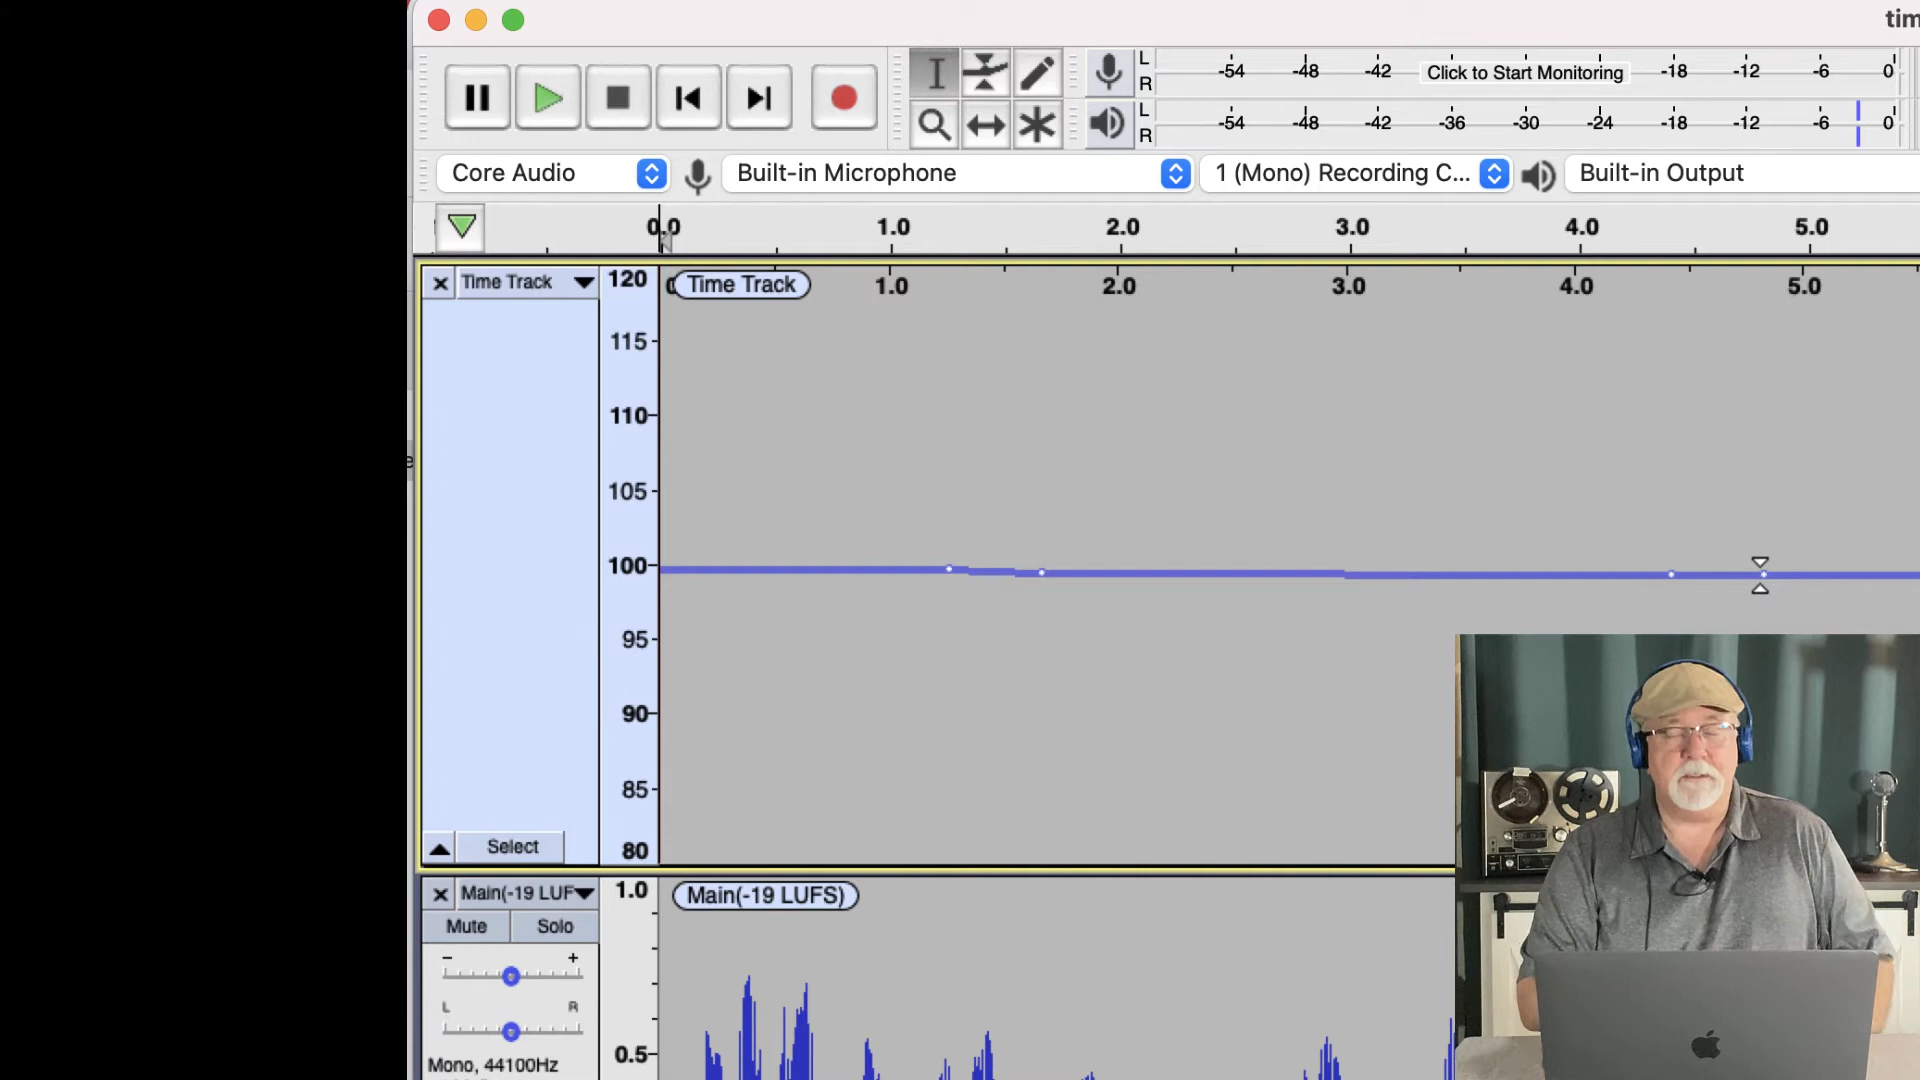 tim
L
R
-54 -48 -42 Click to Start Monitoring -18 -12 -6 0
L
R
-54 -48 -42 -36 -30 -24 -18 -12 -6 0
Core Audio Built-in Microphone 1 (Mono) Recording C... Built-in Output
0.0 1.0 2.0 3.0 4.0 5.0
Time Track 120 Time Track 1.0 2.0 3.0 4.0 5.0
115
110
105
100
95
90
85
Select 80
Main(-19 LUF 1.0 Main(-19 LUFS)
Mute Solo
- +
L R
0.5
Mono, 44100Hz